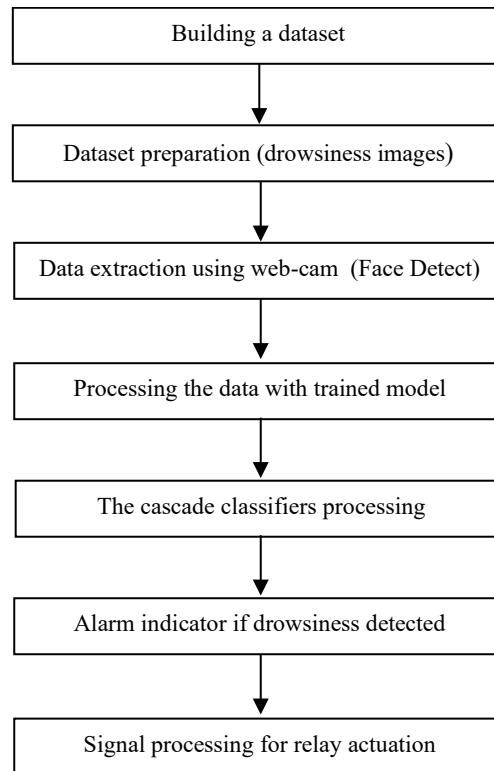 Building a dataset
Dataset preparation (drowsiness images)
Data extraction using web-cam (Face Detect)
Processing the data with trained model
The cascade classifiers processing
Alarm indicator if drowsiness detected
Signal processing for relay actuation